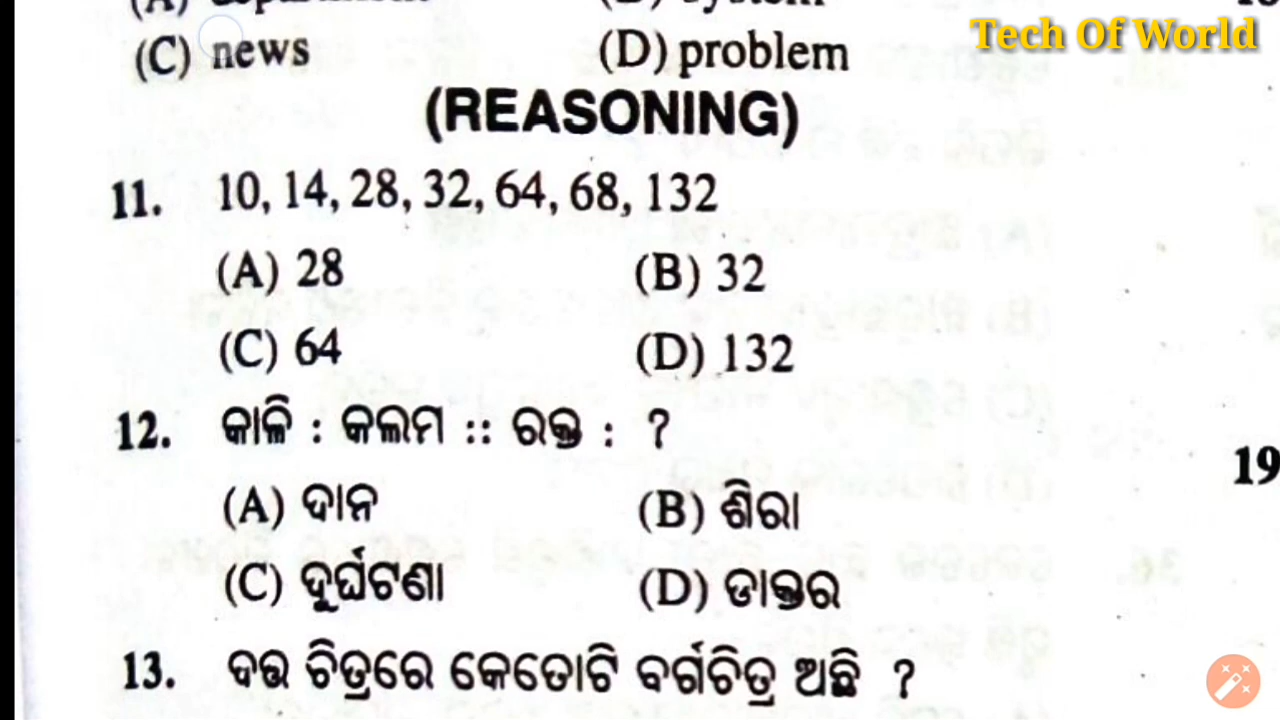 (C) news (D) problem
Tech Of World
(REASONING)
11. 10, 14, 28, 32, 64, 68, 132
(A) 28 (B) 32
(C) 64 (D) 132
12. କାଳି : କଲମ :: ରକ୍ତ : ?
(A) ଦାନ (B) ଶିରା
(C) ଦୁର୍ଘଟଣା (D) ଡାକ୍ତର
19
13. ଦତ୍ତ ଚିତ୍ରରେ କେତୋଟି ବର୍ଗଚିତ୍ର ଅଛି ?